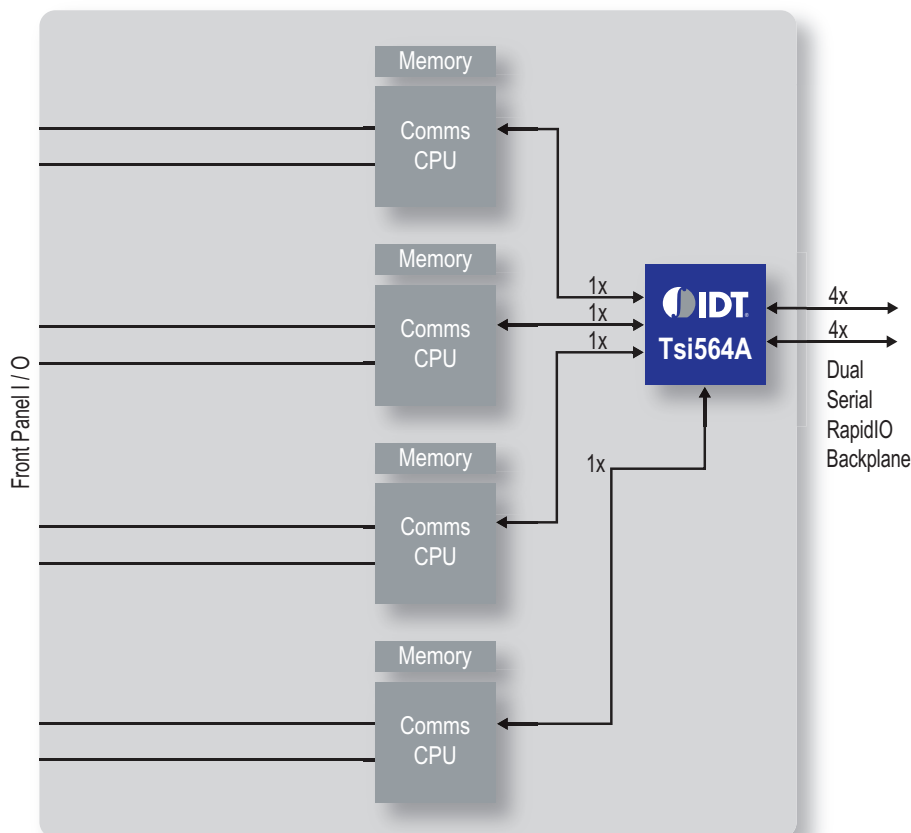 Memory
Comms
CPU
Memory
Comms
CPU
Memory
Comms
CPU
Memory
Comms
CPU
Front Panel I / O
1x
1x
1x
1x
IDT
Tsi564A
4x
4x
Dual
Serial
RapidIO
Backplane